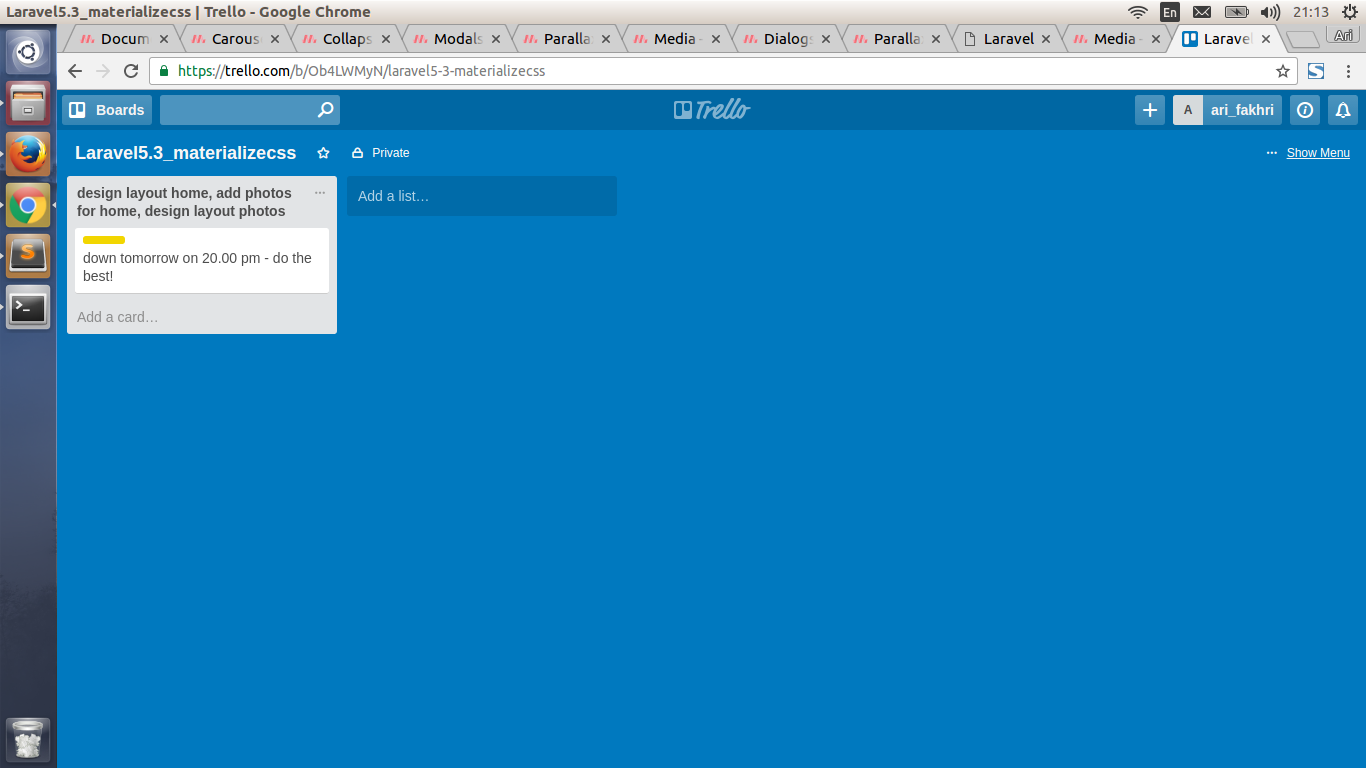 Laravel5.3_materializecss | Trello - Google Chrome
En
21:13
Docum
Carous
Collaps
Modals
Paralla
Media -
Dialogs
Paralla
Laravel
Media -
Laravel
Ari
https://trello.com/b/Ob4LWMyN/laravel5-3-materializecss
Boards
Trello
A
ari_fakhri
Laravel5.3_materializecss
Private
Show Menu
design layout home, add photos
for home, design layout photos
Add a list…
down tomorrow on 20.00 pm - do the
best!
Add a card…